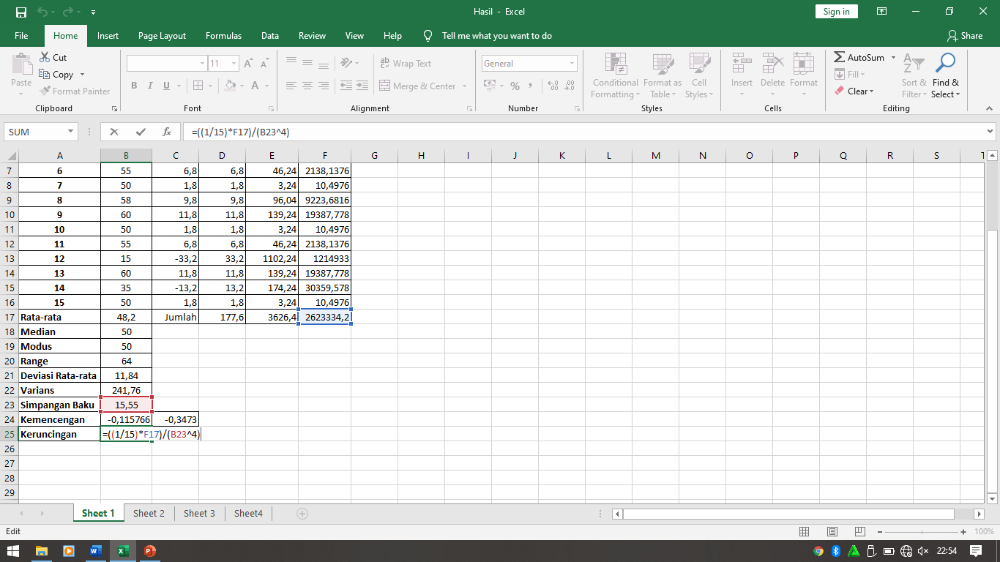 Hasil - Excel
Sign in
File Home Insert Page Layout Formulas Data Review View Help Tell me what you want to do Share
Paste Cut Copy Format Painter Clipboard
11 B I U A A A Font
ab Wrap Text Merge & Center Alignment
General % , .00 .00 Number
Conditional Formatting Format as Table Cell Styles Styles
Insert Delete Format Cells
AutoSum Fill Clear Sort & Filter Find & Select Editing
SUM fx =((1/15)*F17)/(B23^4)
A B C D E F G H I J K L M N O P Q R S T
7 6 55 6,8 6,8 46,24 2138,1376
8 7 50 1,8 1,8 3,24 10,4976
9 8 58 9,8 9,8 96,04 9223,6816
10 9 60 11,8 11,8 139,24 19387,778
11 10 50 1,8 1,8 3,24 10,4976
12 11 55 6,8 6,8 46,24 2138,1376
13 12 15 -33,2 33,2 1102,24 1214933
14 13 60 11,8 11,8 139,24 19387,778
15 14 35 -13,2 13,2 174,24 30359,578
16 15 50 1,8 1,8 3,24 10,4976
17 Rata-rata 48,2 Jumlah 177,6 3626,4 2623334,2
18 Median 50
19 Modus 50
20 Range 64
21 Deviasi Rata-rata 11,84
22 Varians 241,76
23 Simpangan Baku 15,55
24 Kemencengan -0,115766 -0,3473
25 Keruncingan =((1/15)*F17)/(B23^4)
26
27
28
29
Sheet 1 Sheet 2 Sheet 3 Sheet4
Edit 100%
22:54